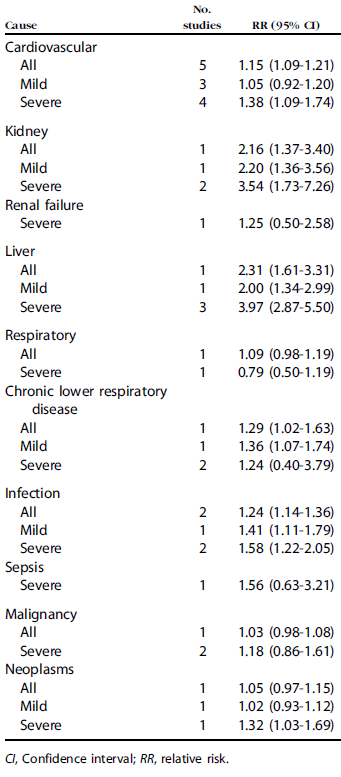 No.
Cause studies RR (95% CI)
Cardiovascular
All 5 1.15 (1.09-1.21)
Mild 3 1.05 (0.92-1.20)
Severe 4 1.38 (1.09-1.74)
Kidney
All 1 2.16 (1.37-3.40)
Mild 1 2.20 (1.36-3.56)
Severe 2 3.54 (1.73-7.26)
Renal failure
Severe 1 1.25 (0.50-2.58)
Liver
All 1 2.31 (1.61-3.31)
Mild 1 2.00 (1.34-2.99)
Severe 3 3.97 (2.87-5.50)
Respiratory
All 1 1.09 (0.98-1.19)
Severe 1 0.79 (0.50-1.19)
Chronic lower respiratory
disease
All 1 1.29 (1.02-1.63)
Mild 1 1.36 (1.07-1.74)
Severe 2 1.24 (0.40-3.79)
Infection
All 2 1.24 (1.14-1.36)
Mild 1 1.41 (1.11-1.79)
Severe 2 1.58 (1.22-2.05)
Sepsis
Severe 1 1.56 (0.63-3.21)
Malignancy
All 1 1.03 (0.98-1.08)
Severe 2 1.18 (0.86-1.61)
Neoplasms
All 1 1.05 (0.97-1.15)
Mild 1 1.02 (0.93-1.12)
Severe 1 1.32 (1.03-1.69)
CI, Confidence interval; RR, relative risk.